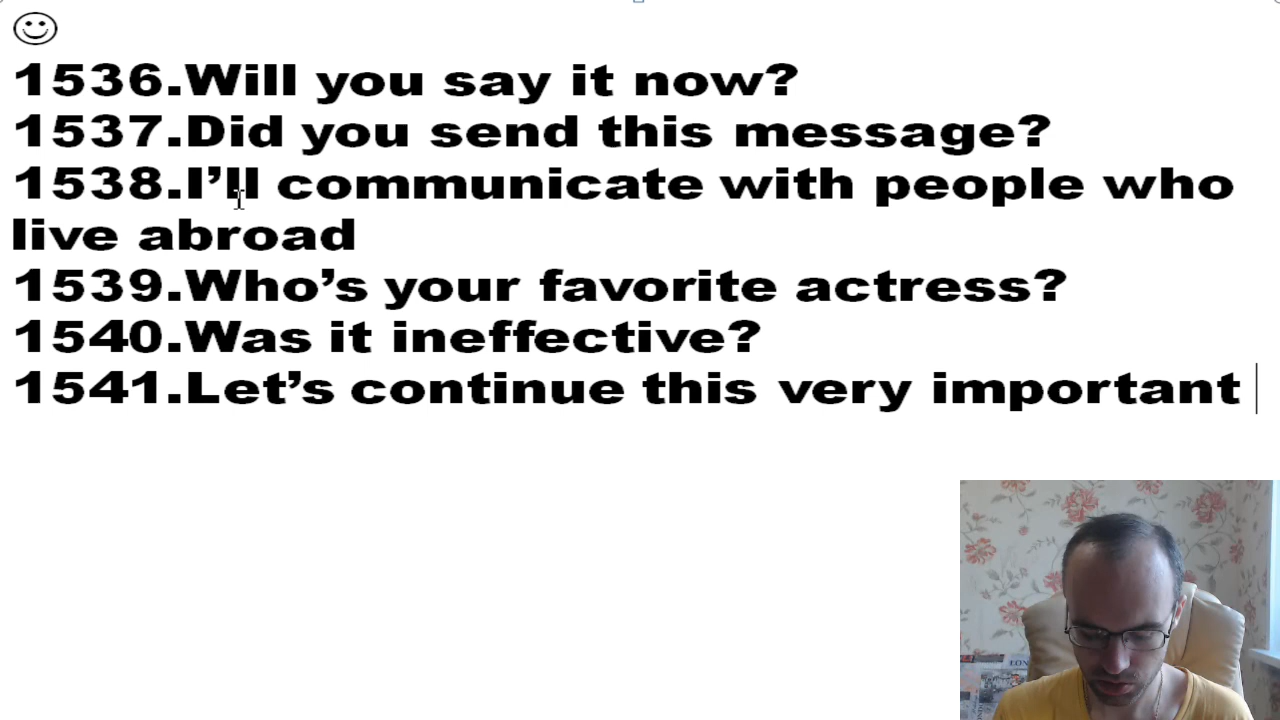 1536.Will you say it now?
1537.Did you send this message?
1538.I’ll communicate with people who
live abroad
1539.Who’s your favorite actress?
1540.Was it ineffective?
1541.Let’s continue this very important